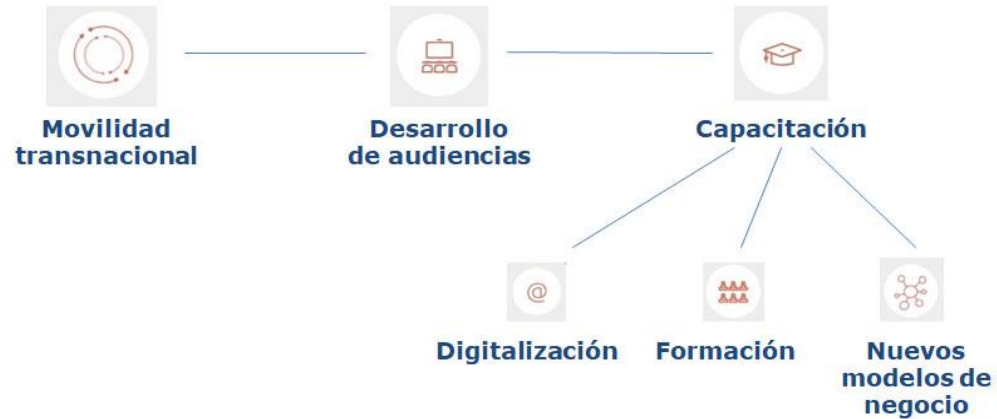 Movilidad
transnacional
Desarrollo
de audiencias
Capacitación
@
Digitalización
Formación
Nuevos
modelos de
negocio